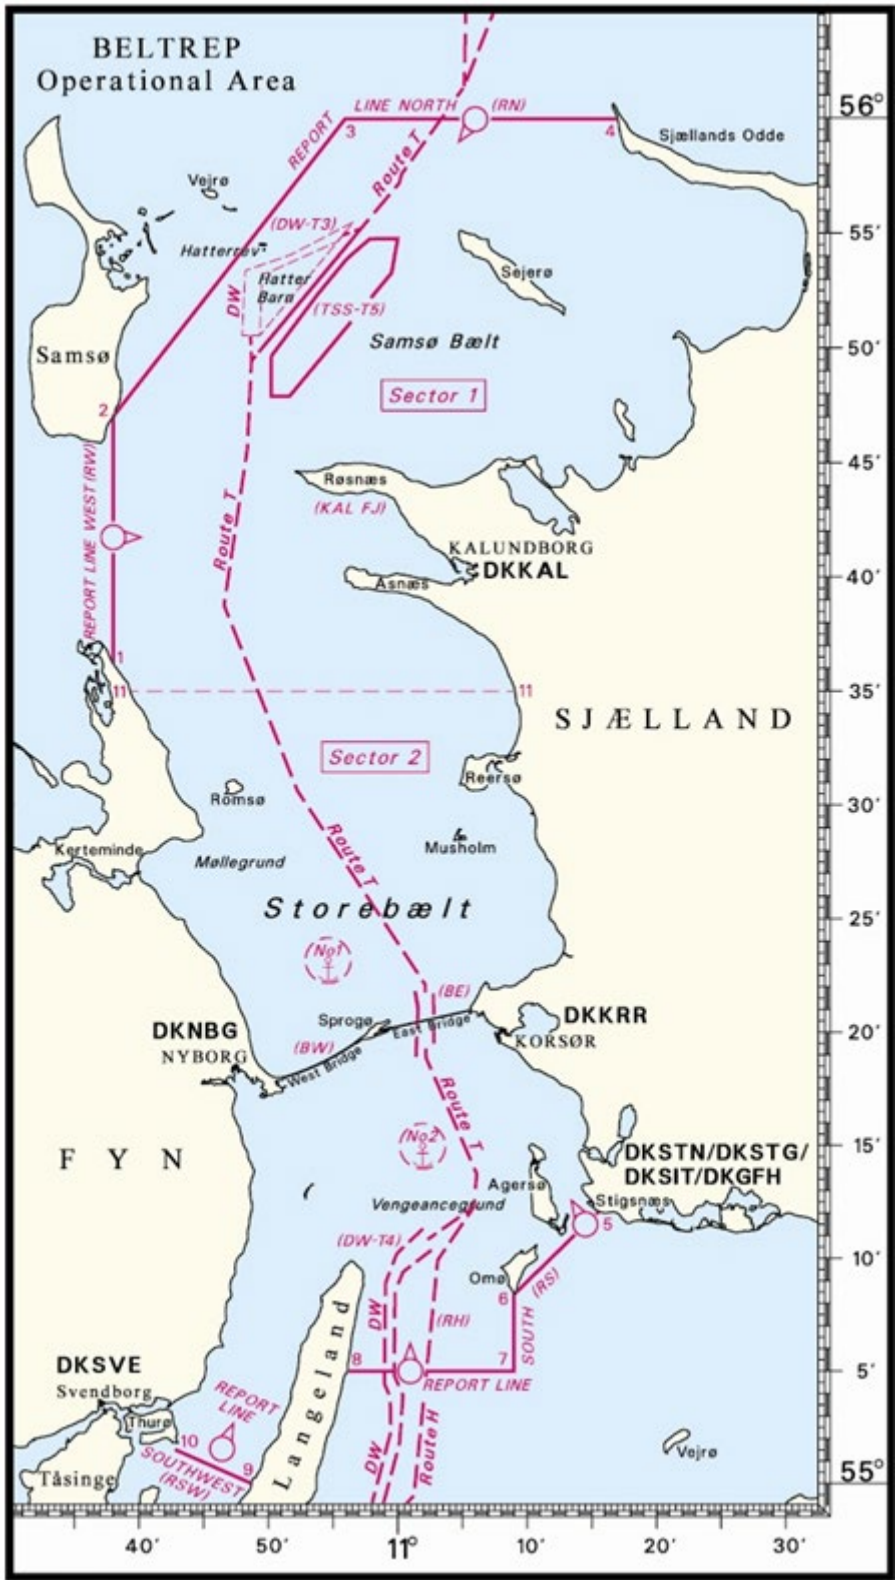 BELTREP
Operational Area
REPORT
LINE NORTH
(RN)
3
4
56°
Sjællands Odde
Route T
Vejrø
(DW-T3)
Hatterrev
Hatter
Barn
DW
(TSS-T5)
Sejerø
55′
Samsø Bælt
Samsø
50′
Sector 1
2
REPORT LINE WEST (RW)
45′
Røsnæs
(KAL FJ)
Route T
KALUNDBORG
DKKAL
40′
Asnæs
1
11
11
35′
SJÆLLAND
Sector 2
Reersø
Romsø
30′
Route T
Musholm
Kerteminde
Møllegrund
Storebælt
25′
No1
(BE)
Sprogø
East Bridge
DKKRR
KORSØR
20′
DKNBG
NYBORG
(BW)
West Bridge
Route T
No2
15′
FYN
DKSTN/DKSTG/
DKSIT/DKGFH
Agersø
Stigsnæs
5
Vengeancegrund
(DW-T4)
Omø
(RS)
6
10′
DW
(RH)
SOUTH
Langeland
8
7
5′
REPORT LINE
DKSVE
Svendborg
REPORT
LINE
Thurø
10
SOUTHWEST
(RSW)
9
DW
Route H
Vejrø
Tåsinge
55°
40′
50′
11°
10′
20′
30′